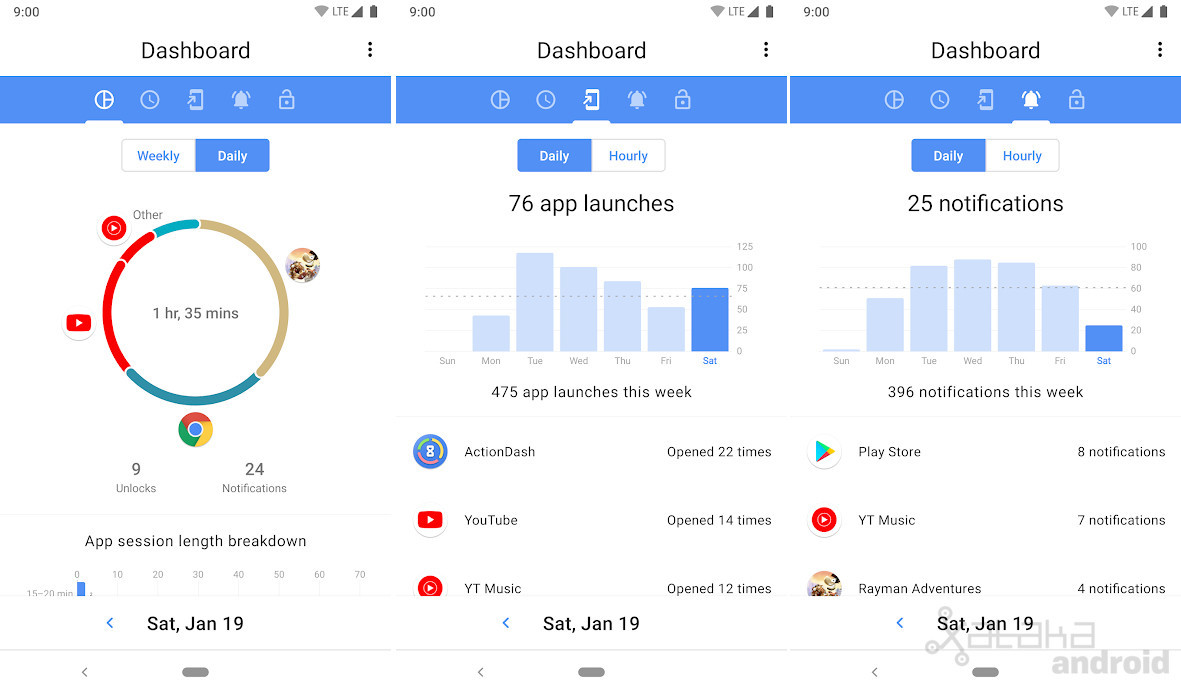 9:00
LTE
Dashboard
Weekly
Daily
Other
1 hr, 35 mins
9
24
Unlocks
Notifications
App session length breakdown
0 10 20 30 40 50 60 70
15–20 min
Sat, Jan 19
9:00
LTE
Dashboard
Daily
Hourly
76 app launches
125
100
75
50
25
0
Sun Mon Tue Wed Thu Fri Sat
475 app launches this week
8
ActionDash
Opened 22 times
YouTube
Opened 14 times
YT Music
Opened 12 times
Sat, Jan 19
9:00
LTE
Dashboard
Daily
Hourly
25 notifications
100
80
60
40
20
0
Sun Mon Tue Wed Thu Fri Sat
396 notifications this week
Play Store
8 notifications
YT Music
7 notifications
Rayman Adventures
4 notifications
Sat, Jan 19
xataka
android